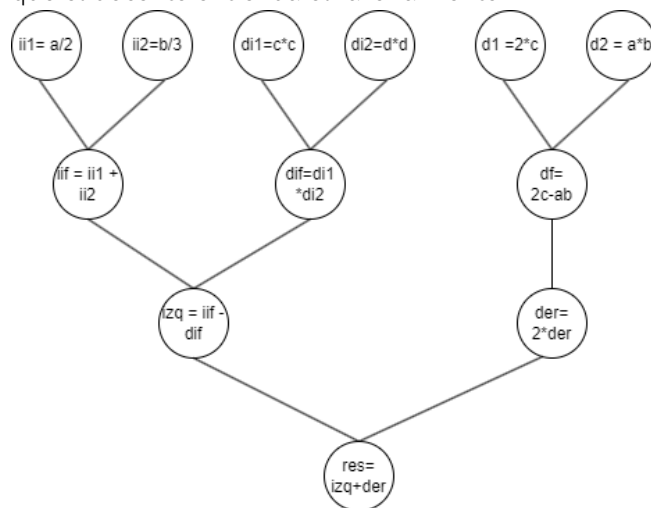 ii1= a/2
ii2=b/3
di1=c*c
di2=d*d
d1 =2*c
d2 = a*b
iif = ii1 +
ii2
dif=di1
*di2
df=
2c-ab
izq = iif -
dif
der=
2*der
res=
izq+der